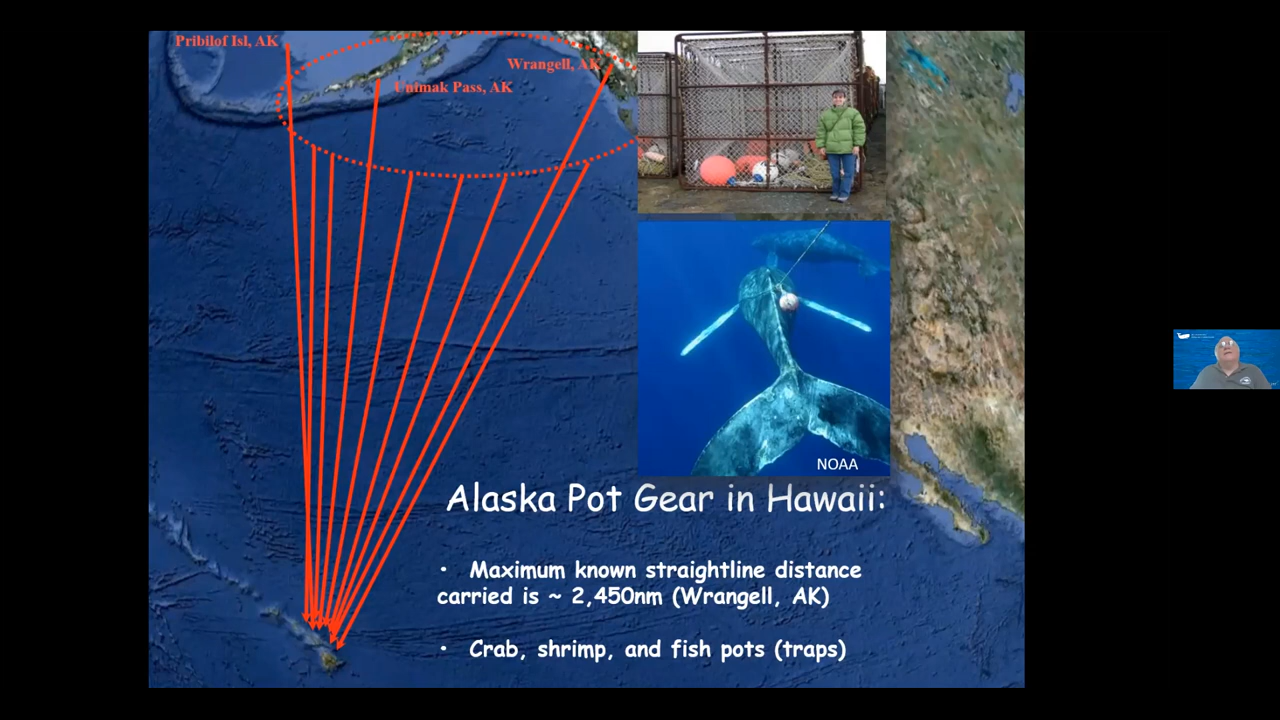 Pribilof Isl, AK
Wrangell, AK
Unimak Pass, AK
NOAA
Alaska Pot Gear in Hawaii:
• Maximum known straightline distance
carried is ~ 2,450nm (Wrangell, AK)
• Crab, shrimp, and fish pots (traps)